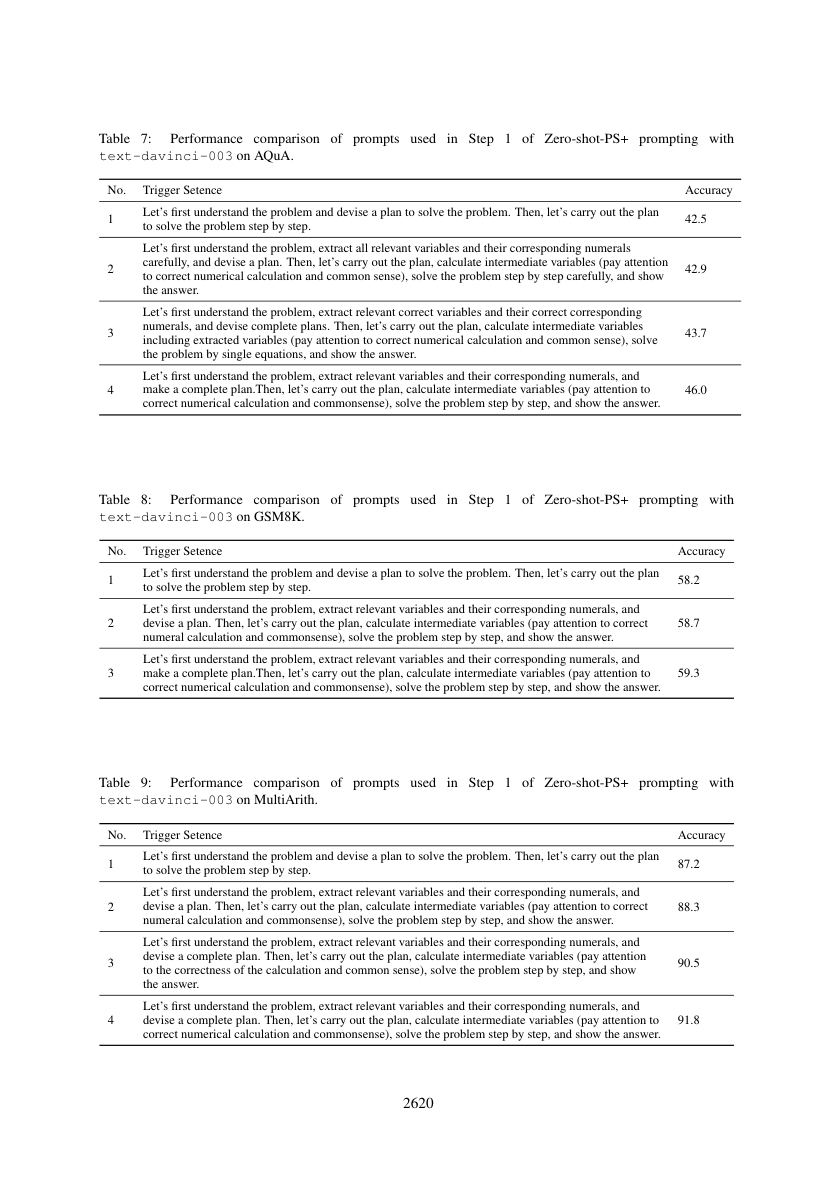 Table 7: Performance comparison of prompts used in Step 1 of Zero-shot-PS+ prompting with
text-davinci-003 on AQuA.
No. Trigger Setence Accuracy
1 Let's first understand the problem and devise a plan to solve the problem. Then, let's carry out the plan
to solve the problem step by step. 42.5
2 Let's first understand the problem, extract all relevant variables and their corresponding numerals
carefully, and devise a plan. Then, let's carry out the plan, calculate intermediate variables (pay attention
to correct numerical calculation and common sense), solve the problem step by step carefully, and show
the answer. 42.9
3 Let's first understand the problem, extract relevant correct variables and their correct corresponding
numerals, and devise complete plans. Then, let's carry out the plan, calculate intermediate variables
including extracted variables (pay attention to correct numerical calculation and common sense), solve
the problem by single equations, and show the answer. 43.7
4 Let's first understand the problem, extract relevant variables and their corresponding numerals, and
make a complete plan.Then, let's carry out the plan, calculate intermediate variables (pay attention to
correct numerical calculation and commonsense), solve the problem step by step, and show the answer. 46.0
Table 8: Performance comparison of prompts used in Step 1 of Zero-shot-PS+ prompting with
text-davinci-003 on GSM8K.
No. Trigger Setence Accuracy
1 Let's first understand the problem and devise a plan to solve the problem. Then, let's carry out the plan
to solve the problem step by step. 58.2
2 Let's first understand the problem, extract relevant variables and their corresponding numerals, and
devise a plan. Then, let's carry out the plan, calculate intermediate variables (pay attention to correct
numeral calculation and commonsense), solve the problem step by step, and show the answer. 58.7
3 Let's first understand the problem, extract relevant variables and their corresponding numerals, and
make a complete plan.Then, let's carry out the plan, calculate intermediate variables (pay attention to
correct numerical calculation and commonsense), solve the problem step by step, and show the answer. 59.3
Table 9: Performance comparison of prompts used in Step 1 of Zero-shot-PS+ prompting with
text-davinci-003 on MultiArith.
No. Trigger Setence Accuracy
1 Let's first understand the problem and devise a plan to solve the problem. Then, let's carry out the plan
to solve the problem step by step. 87.2
2 Let's first understand the problem, extract relevant variables and their corresponding numerals, and
devise a plan. Then, let's carry out the plan, calculate intermediate variables (pay attention to correct
numeral calculation and commonsense), solve the problem step by step, and show the answer. 88.3
3 Let's first understand the problem, extract relevant variables and their corresponding numerals, and
devise a complete plan. Then, let's carry out the plan, calculate intermediate variables (pay attention
to the correctness of the calculation and common sense), solve the problem step by step, and show
the answer. 90.5
4 Let's first understand the problem, extract relevant variables and their corresponding numerals, and
devise a complete plan. Then, let's carry out the plan, calculate intermediate variables (pay attention to
correct numerical calculation and commonsense), solve the problem step by step, and show the answer. 91.8
2620